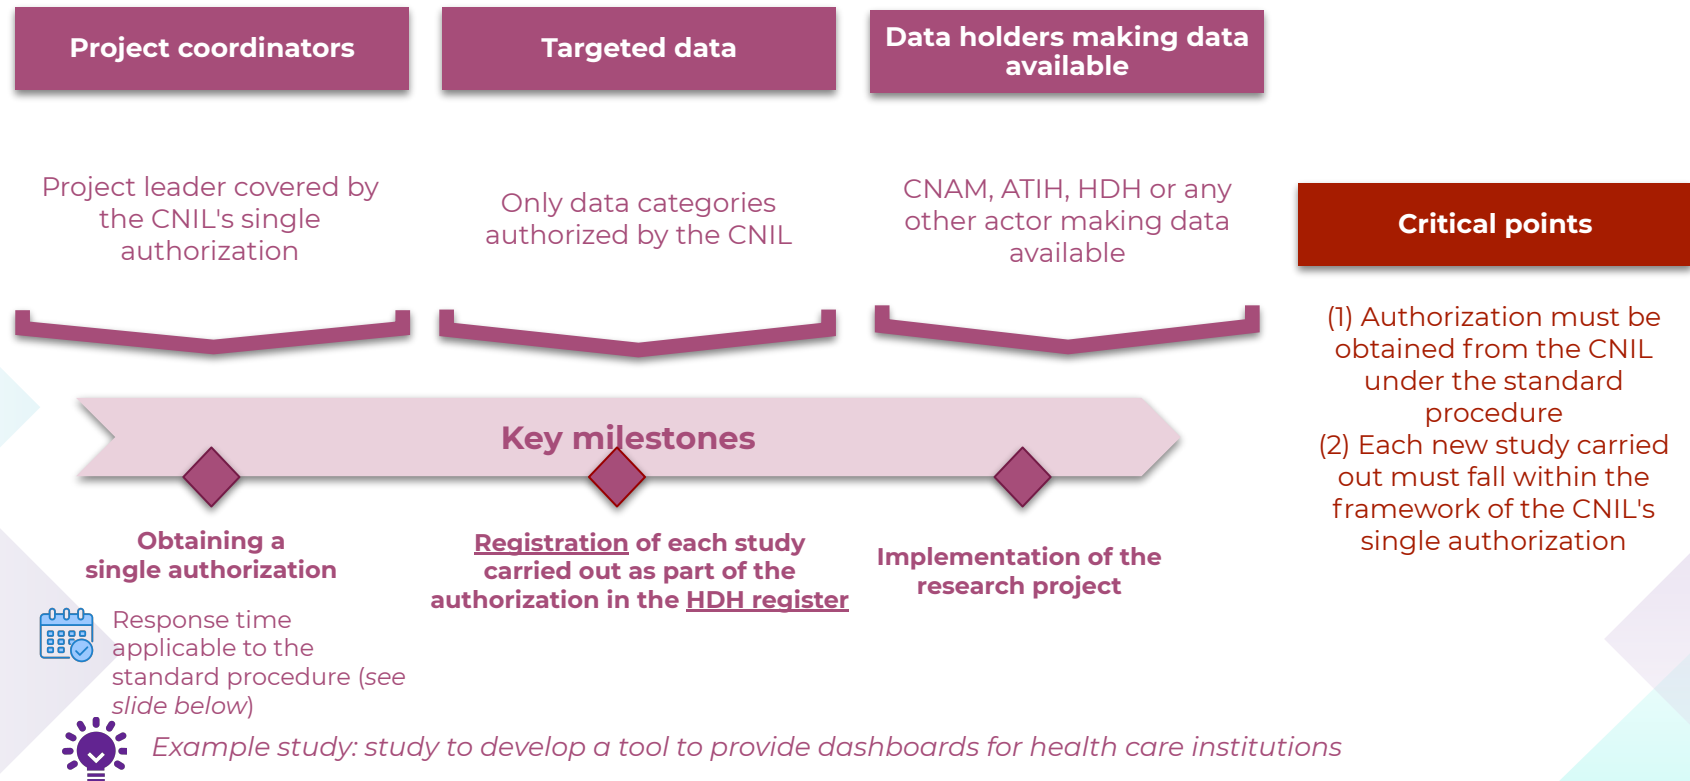 Project coordinators
Targeted data
Data holders making data
available
Project leader covered by
the CNIL's single
authorization
Only data categories
authorized by the CNIL
CNAM, ATIH, HDH or any
other actor making data
available
Critical points
(1) Authorization must be
obtained from the CNIL
under the standard
procedure
(2) Each new study carried
out must fall within the
framework of the CNIL's
single authorization
Key milestones
Obtaining a
single authorization
Registration of each study
carried out as part of the
authorization in the HDH register
Implementation of the
research project
Response time
applicable to the
standard procedure (see
slide below)
Example study: study to develop a tool to provide dashboards for health care institutions